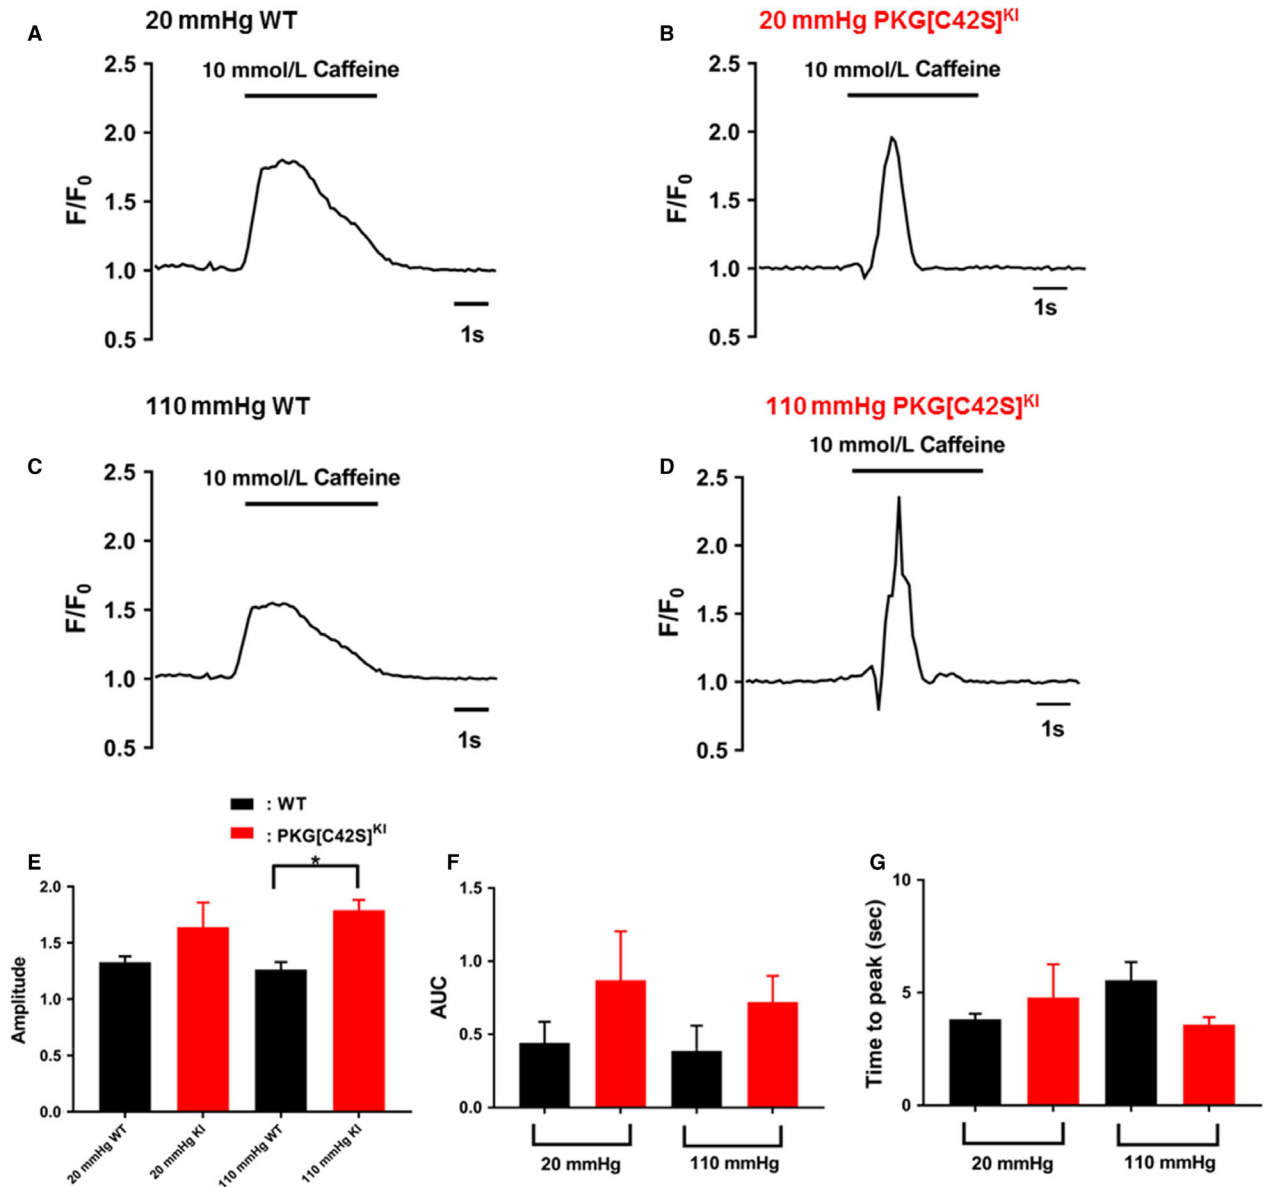 A
20 mmHg WT
2.5
2.0
1.5
1.0
0.5
F/F0
10 mmol/L Caffeine
1s
B
20 mmHg PKG[C42S]KI
2.5
2.0
1.5
1.0
0.5
F/F0
10 mmol/L Caffeine
1s
C
110 mmHg WT
2.5
2.0
1.5
1.0
0.5
F/F0
10 mmol/L Caffeine
1s
D
110 mmHg PKG[C42S]KI
10 mmol/L Caffeine
2.5
2.0
1.5
1.0
0.5
F/F0
1s
: WT
: PKG[C42S]KI
E
*
2.0
1.5
1.0
0.5
0.0
Amplitude
20 mmHg WT
20 mmHg KI
110 mmHg WT
110 mmHg KI
F
1.5
1.0
0.5
0.0
AUC
20 mmHg
110 mmHg
G
10
5
0
Time to peak (sec)
20 mmHg
110 mmHg